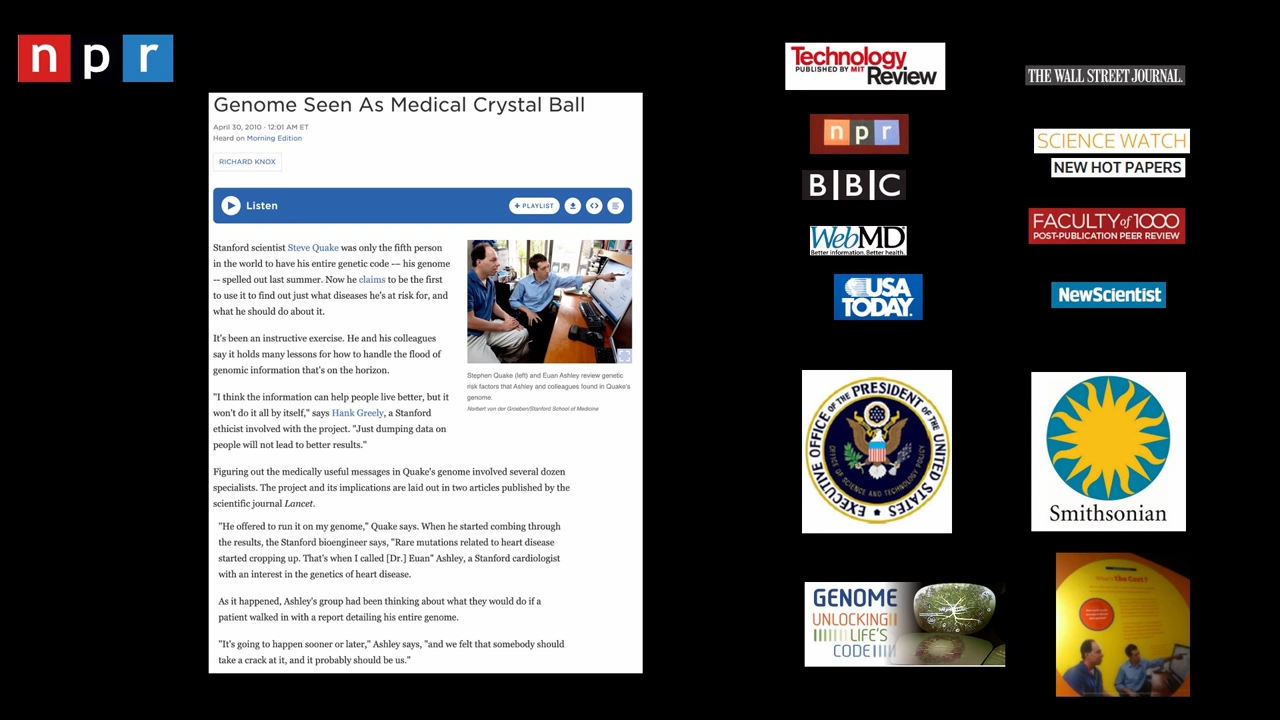 npr
Genome Seen As Medical Crystal Ball
April 30, 2010 · 12:01 AM ET
Heard on Morning Edition
RICHARD KNOX
Listen
+ PLAYLIST
Stanford scientist Steve Quake was only the fifth person
in the world to have his entire genetic code -– his genome
-- spelled out last summer. Now he claims to be the first
to use it to find out just what diseases he's at risk for, and
what he should do about it.
It's been an instructive exercise. He and his colleagues
say it holds many lessons for how to handle the flood of
genomic information that's on the horizon.
"I think the information can help people live better, but it
won't do it all by itself," says Hank Greely, a Stanford
ethicist involved with the project. "Just dumping data on
people will not lead to better results."
Stephen Quake (left) and Euan Ashley review genetic
risk factors that Ashley and colleagues found in Quake's
genome.
Norbert von der Groeben/Stanford School of Medicine
Figuring out the medically useful messages in Quake's genome involved several dozen
specialists. The project and its implications are laid out in two articles published by the
scientific journal Lancet.
"He offered to run it on my genome," Quake says. When he started combing through
the results, the Stanford bioengineer says, "Rare mutations related to heart disease
started cropping up. That's when I called [Dr.] Euan" Ashley, a Stanford cardiologist
with an interest in the genetics of heart disease.
As it happened, Ashley's group had been thinking about what they would do if a
patient walked in with a report detailing his entire genome.
"It's going to happen sooner or later," Ashley says, "and we felt that somebody should
take a crack at it, and it probably should be us."
Technology
PUBLISHED BY MIT
Review
THE WALL STREET JOURNAL.
npr
SCIENCE WATCH
NEW HOT PAPERS
BBC
FACULTY of 1000
POST-PUBLICATION PEER REVIEW
WebMD
Better information. Better health.
USA
TODAY.
NewScientist
EXECUTIVE OFFICE OF THE PRESIDENT OF THE UNITED STATES
OFFICE OF SCIENCE AND TECHNOLOGY POLICY
Smithsonian
GENOME
UNLOCKING
LIFE'S
CODE
What's the Cost?